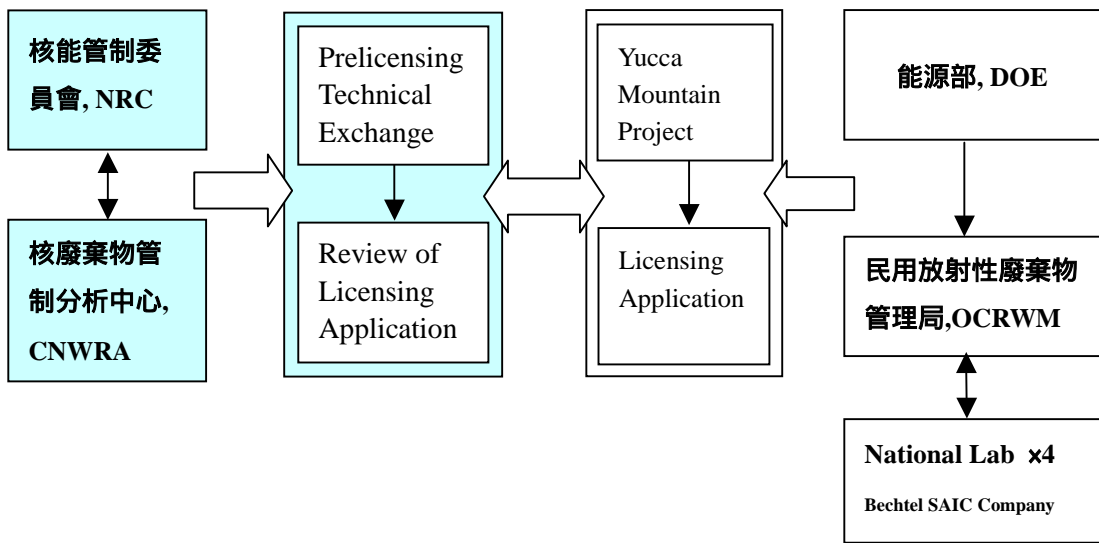 核能管制委
員會, NRC
核廢棄物管
制分析中心,
CNWRA
Prelicensing
Technical
Exchange
Review of
Licensing
Application
Yucca
Mountain
Project
Licensing
Application
能源部, DOE
民用放射性廢棄物
管理局,OCRWM
National Lab ×4
Bechtel SAIC Company